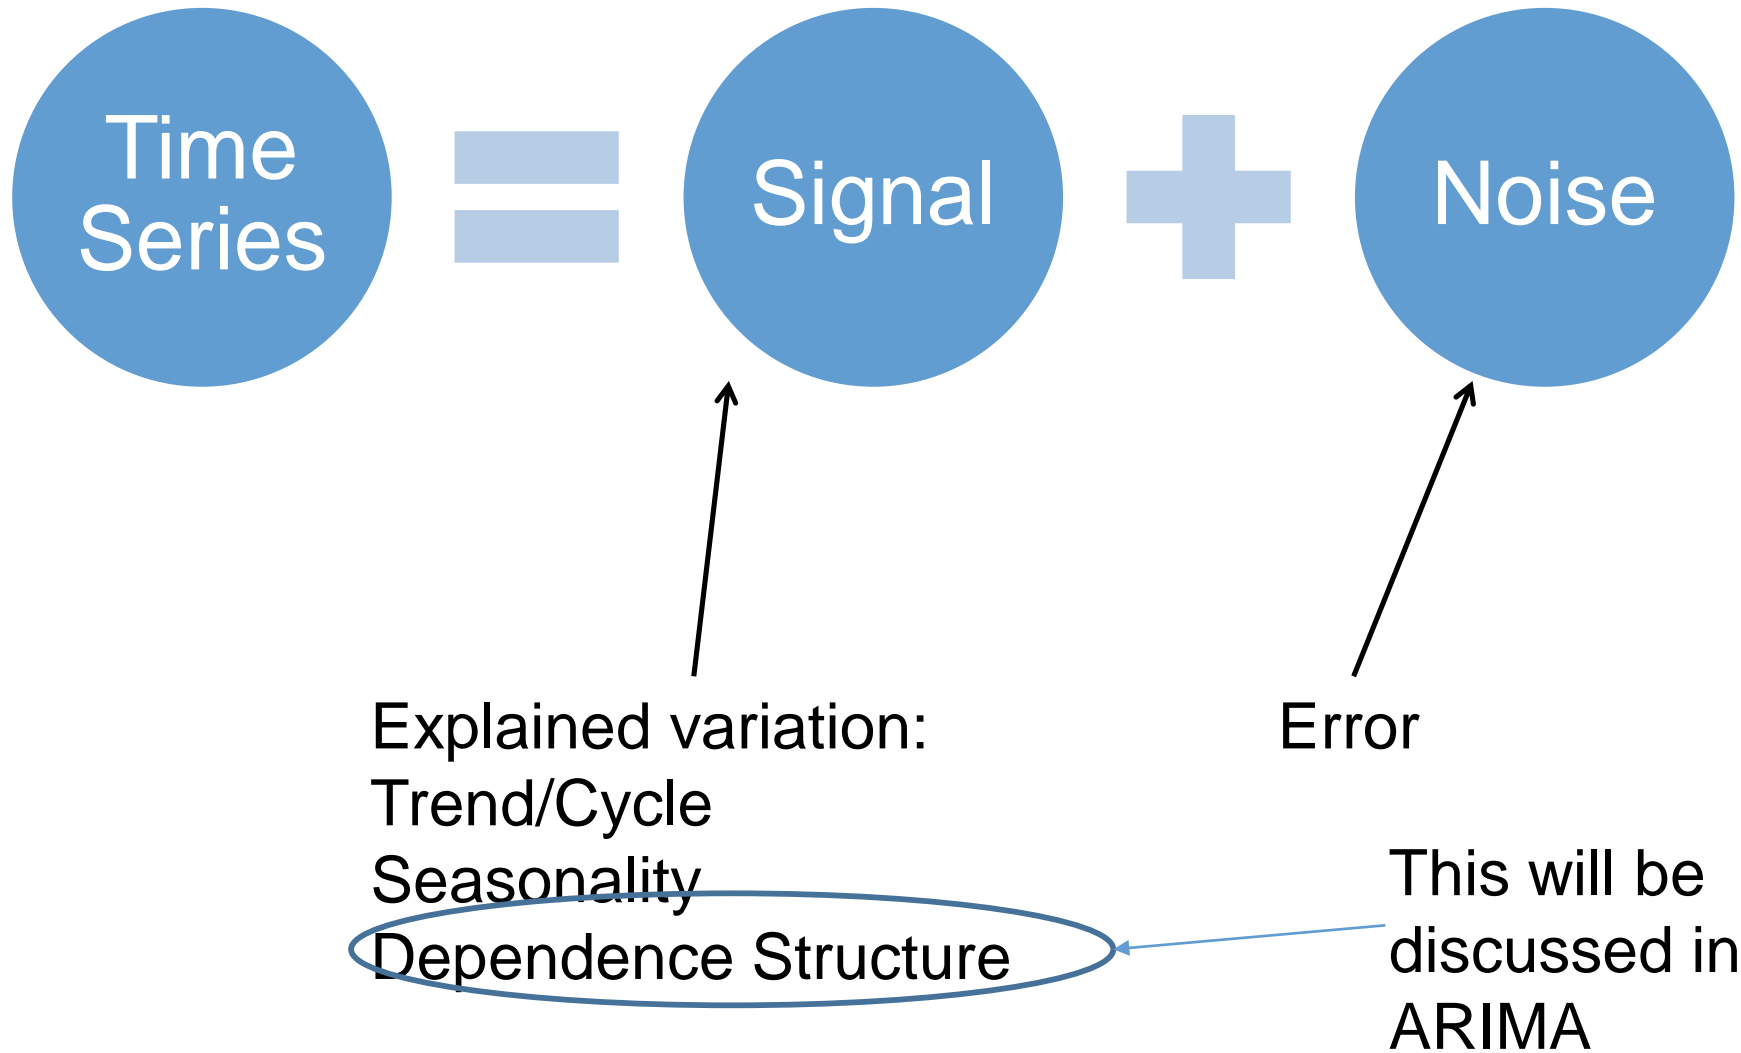 Time
Series
Signal
Noise
Explained variation:
Trend/Cycle
Seasonality
Dependence Structure
Error
This will be
discussed in
ARIMA